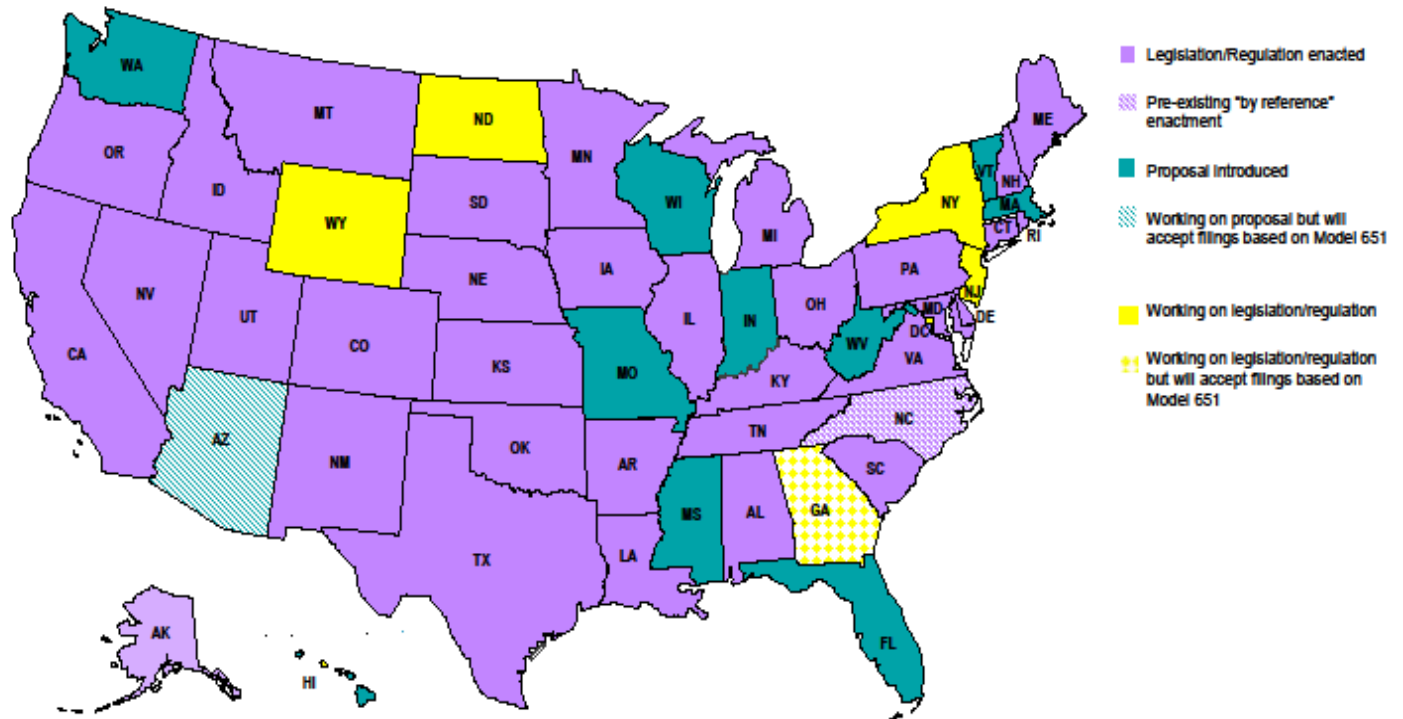 WA
MT
ND
MN
ME
OR
ID
SD
WI
VT
NH
NY
MA
WY
MI
CT
RI
IA
NE
PA
NV
OH
NJ
IL
IN
MD
DE
UT
CO
DC
CA
WV
VA
KS
MO
KY
AZ
OK
TN
NC
NM
AR
SC
MS
AL
GA
TX
LA
AK
FL
HI
Legislation/Regulation enacted
Pre-existing "by reference"
enactment
Proposal introduced
Working on proposal but will
accept filings based on Model 651
Working on legislation/regulation
Working on legislation/regulation
but will accept filings based on
Model 651